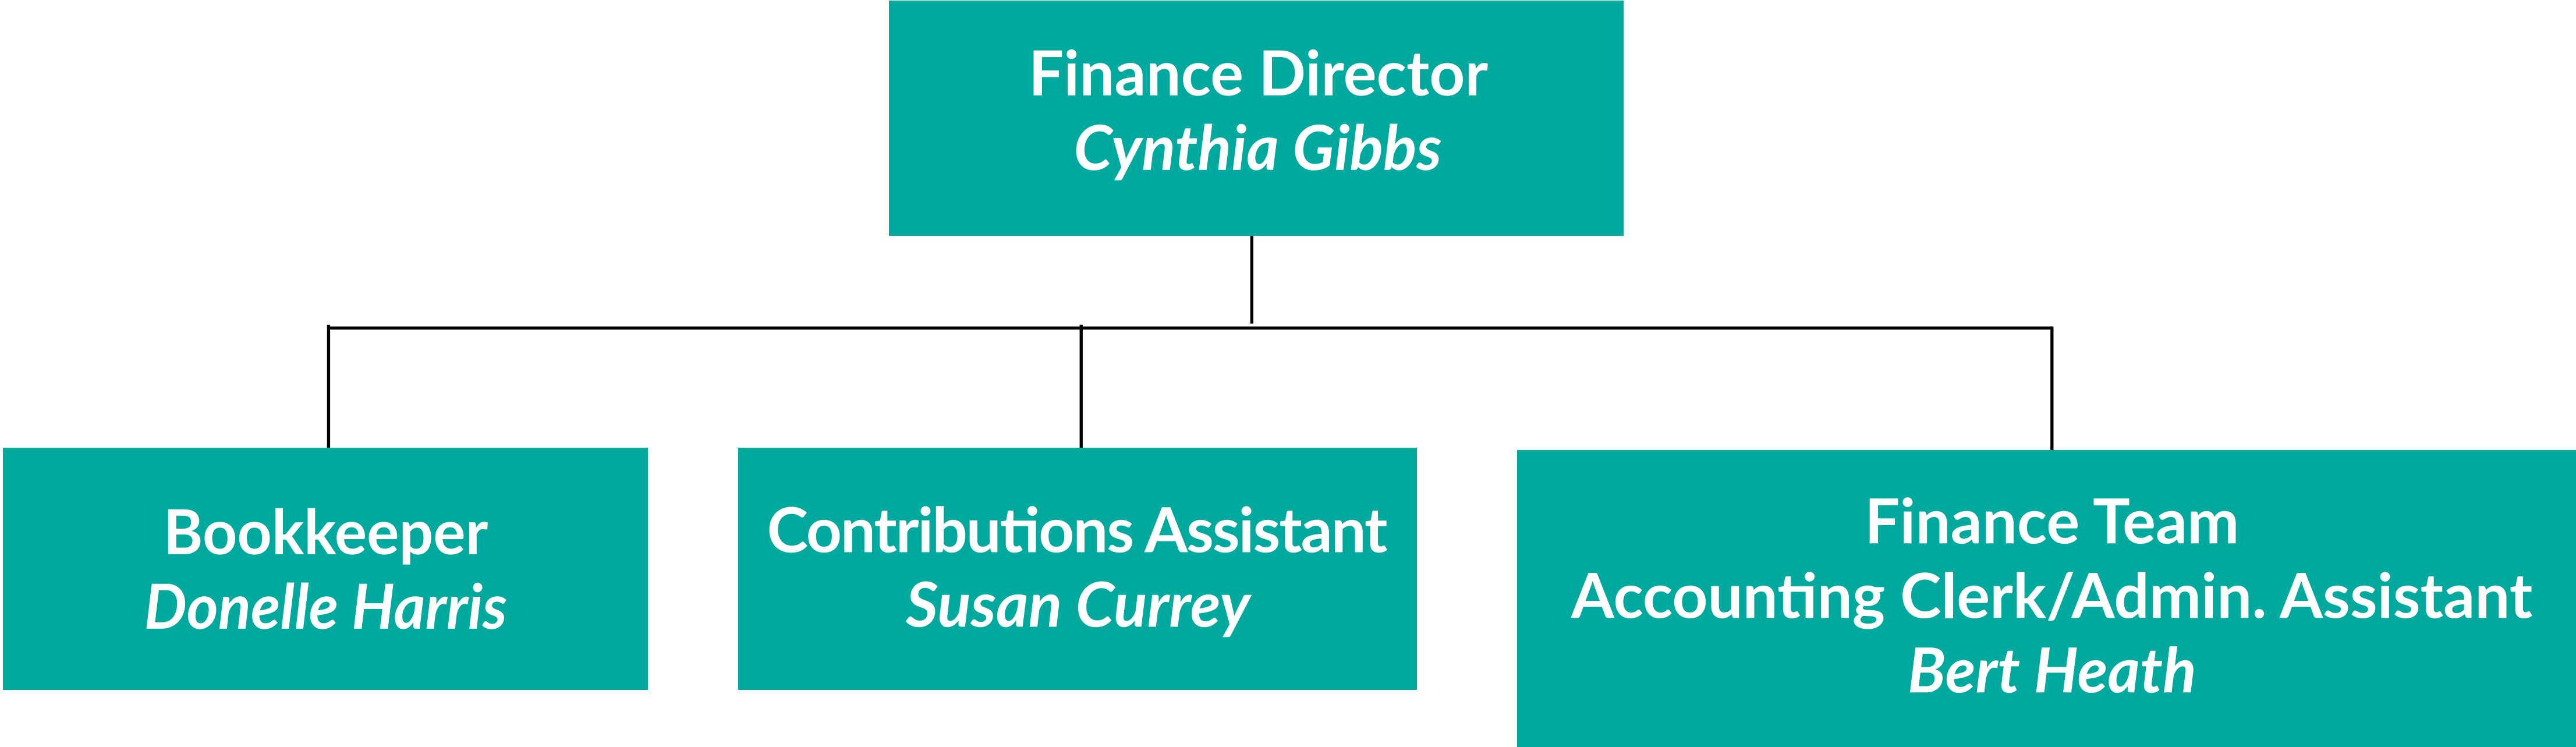 Finance Director
Cynthia Gibbs
Bookkeeper
Donelle Harris
Contributions Assistant
Susan Currey
Finance Team
Accounting Clerk/Admin. Assistant
Bert Heath